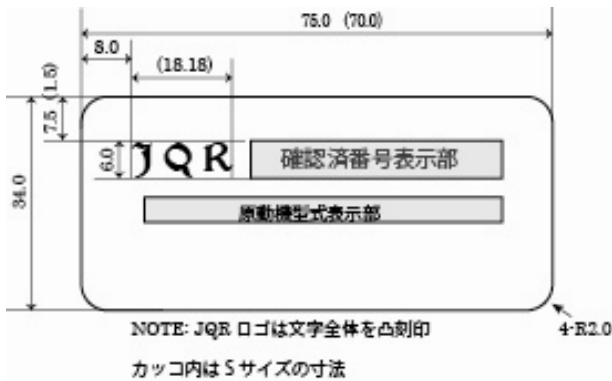 75.0 (70.0)
8.0
(18.18)
7.5 (1.5)
34.0
6.0
JQR
確認済番号表示部
原動機型式表示部
NOTE: JQR ロゴは文字全体を凸刻印
4-R2.0
カッコ内は S サイズの寸法